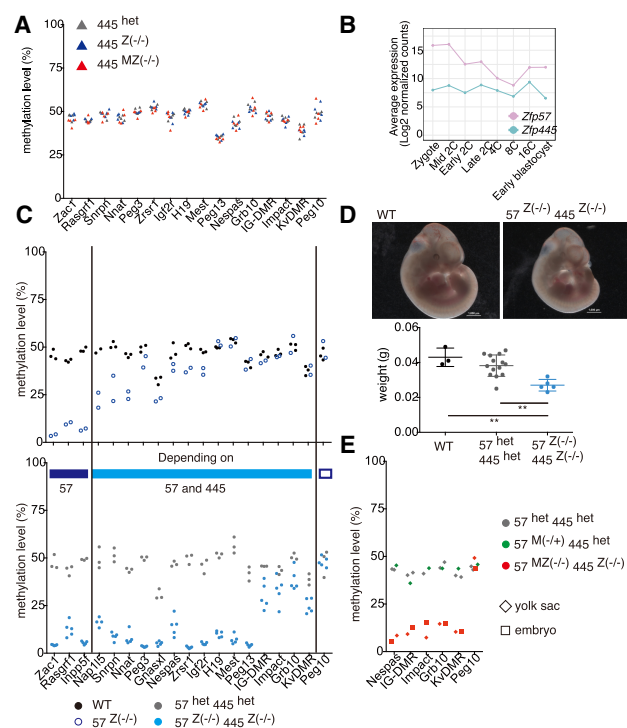 A
445 het
445 Z(-/-)
445 MZ(-/-)
methylation level (%)
100
75
50
25
0
Zac1 Rasgrf1 Snrpn Nnat Peg3 Zrsr1 Igf2r H19 Mest Peg13 Nespas Grb10 IG-DMR Impact KvDMR Peg10
B
Average expression
(Log2 normalized counts)
15
10
5
0
Zfp57
Zfp445
Zygote Mid 2C Early 2C Late 2C 4C 8C 16C Early blastocyst
C
methylation level (%)
100
75
50
25
0
Depending on
57
57 and 445
methylation level (%)
100
75
50
25
0
Zac1 Rasgrf1 Inpp5f Nap1l5 Snrpn Nnat Peg3 Gnasxl Nespas Zrsr1 Igf2r H19 Mest Peg13 IG-DMR Impact Grb10 KvDMR Peg10
WT
57 het 445 het
57 Z(-/-)
57 Z(-/-) 445 Z(-/-)
D
WT
57 Z(-/-) 445 Z(-/-)
weight (g)
0.06
0.04
0.02
0.00
**
**
WT
57 het
445 het
57 Z(-/-)
445 Z(-/-)
E
methylation level (%)
100
75
50
25
0
57 het 445 het
57 M(-/+) 445 het
57 MZ(-/-) 445 Z(-/-)
yolk sac
embryo
Nespas IG-DMR Impact Grb10 KvDMR Peg10